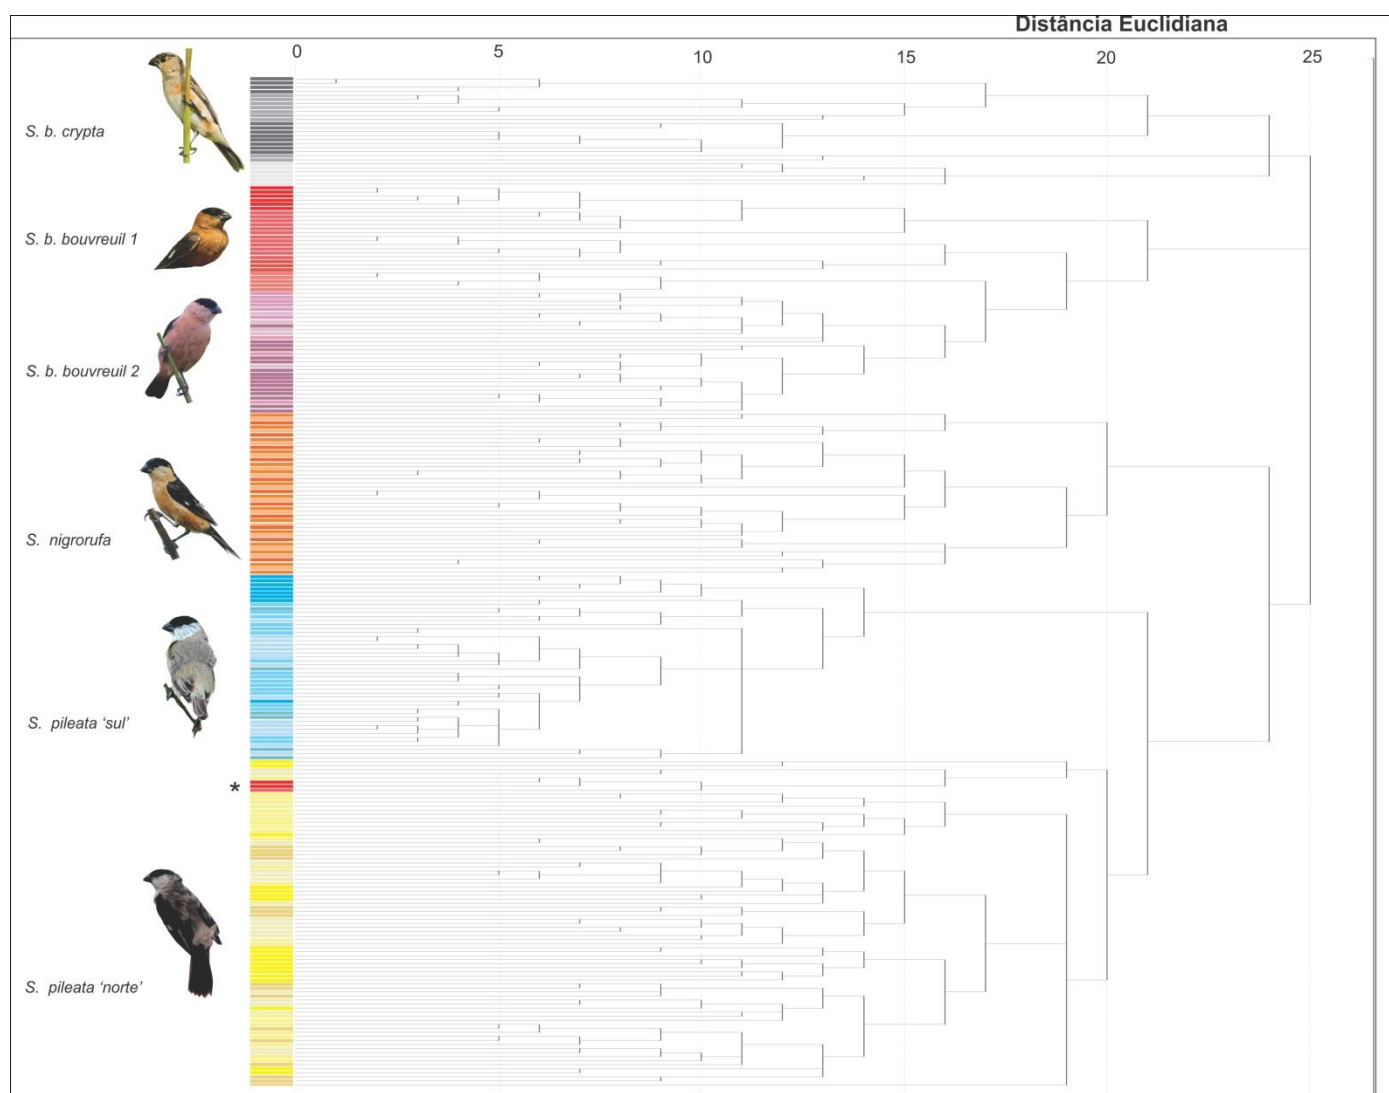 Distância Euclidiana
0 5 10 15 20 25
S. b. crypta
S. b. bouvreuil 1
S. b. bouvreuil 2
S. nigrorufa
S. pileata ‘sul’
*
S. pileata ‘norte’